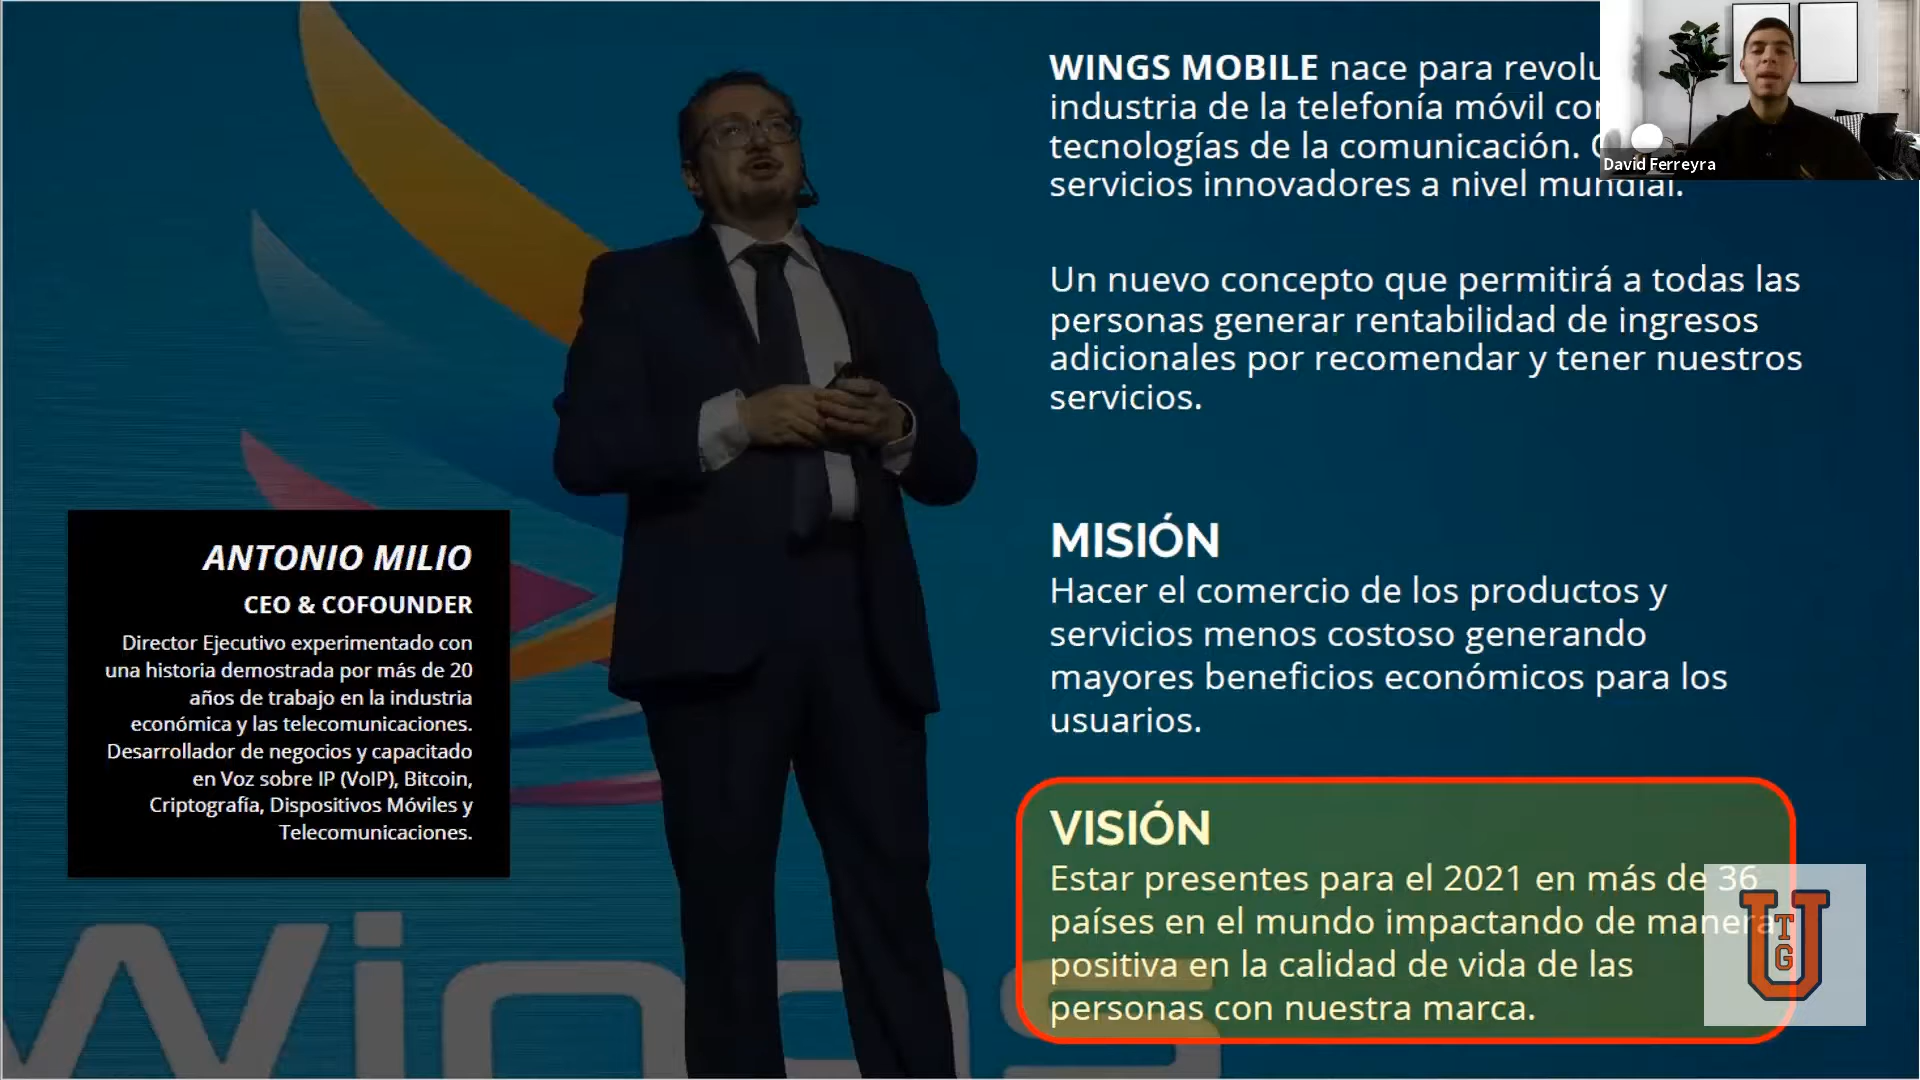 WINGS MOBILE nace para
industria de la telefonía móvil
tecnologías de la comunicación.
servicios innovadores a nivel mundial.
Un nuevo concepto que permitirá a todas las
personas generar rentabilidad de ingresos
adicionales por recomendar y tener nuestros
servicios.
MISIÓN
Hacer el comercio de los productos y
servicios menos costoso generando
mayores beneficios económicos para los
usuarios.
VISIÓN
Estar presentes para el 2021 en más de 36
países en el mundo impactando de manera
positiva en la calidad de vida de las
personas con nuestra marca.
ANTONIO MILIO
CEO & COFOUNDER
Director Ejecutivo experimentado con
una historia demostrada por más de 20
años de trabajo en la industria
económica y las telecomunicaciones.
Desarrollador de negocios y capacitado
en Voz sobre IP (VoIP), Bitcoin,
Criptografía, Dispositivos Móviles y
Telecomunicaciones.
David Ferreyra
Wings
U
T
G